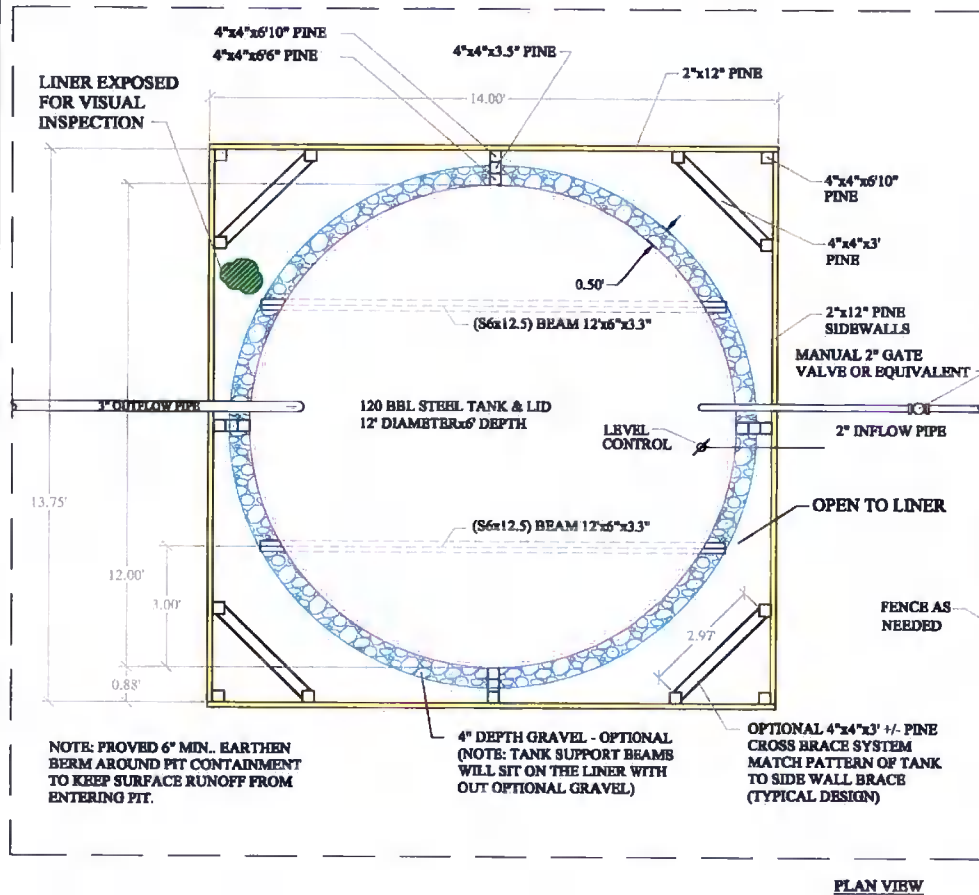 4"x4"x6'10" PINE
4"x4"x6'6" PINE
4"x4"x3.5" PINE
2"x12" PINE
LINER EXPOSED
FOR VISUAL
INSPECTION
14.00'
4"x4"x6'10"
PINE
4"x4"x3'
PINE
0.50'
(S6x12.5) BEAM 12'x6"x3.3"
2"x12" PINE
SIDEWALLS
MANUAL 2" GATE
VALVE OR EQUIVALENT
3" OUTFLOW PIPE
120 BBL STEEL TANK & LID
12' DIAMETERx6' DEPTH
LEVEL
CONTROL
2" INFLOW PIPE
13.75'
OPEN TO LINER
(S6x12.5) BEAM 12'x6"x3.3"
12.00'
3.00'
FENCE AS
NEEDED
2.97'
0.88'
NOTE: PROVED 6" MIN.. EARTHEN
BERM AROUND PIT CONTAINMENT
TO KEEP SURFACE RUNOFF FROM
ENTERING PIT.
4" DEPTH GRAVEL - OPTIONAL
(NOTE: TANK SUPPORT BEAMS
WILL SIT ON THE LINER WITH
OUT OPTIONAL GRAVEL)
OPTIONAL 4"x4"x3' +/- PINE
CROSS BRACE SYSTEM
MATCH PATTERN OF TANK
TO SIDE WALL BRACE
(TYPICAL DESIGN)
PLAN VIEW